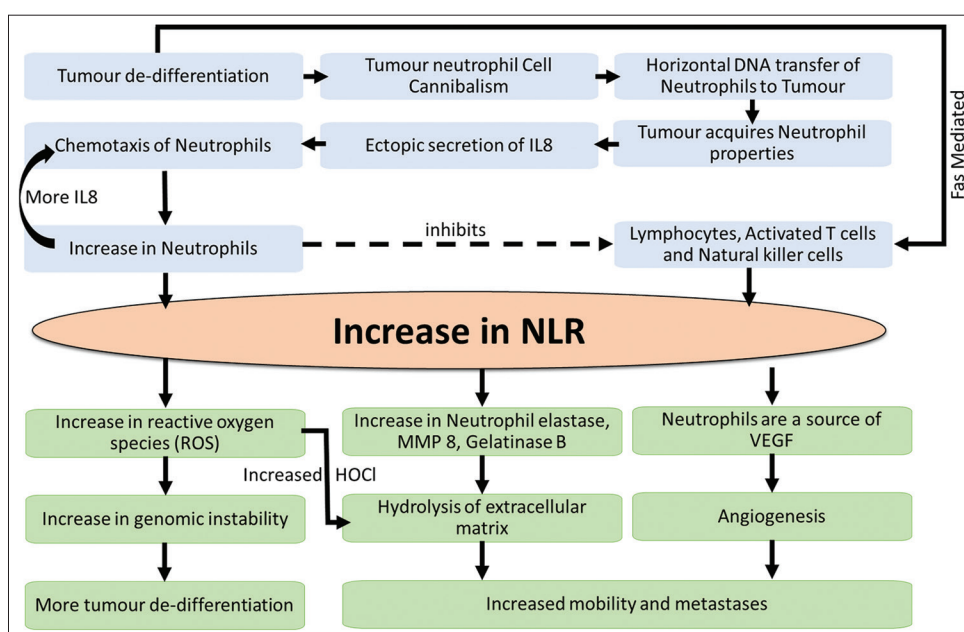 Tumour de-differentiation
Tumour neutrophil Cell
Cannibalism
Horizontal DNA transfer of
Neutrophils to Tumour
Chemotaxis of Neutrophils
Ectopic secretion of IL8
Tumour acquires Neutrophil
properties
Fas Mediated
More IL8
Increase in Neutrophils
inhibits
Lymphocytes, Activated T cells
and Natural killer cells
Increase in NLR
Increase in reactive oxygen
species (ROS)
Increase in Neutrophil elastase,
MMP 8, Gelatinase B
Neutrophils are a source of
VEGF
Increased HOCl
Increase in genomic instability
Hydrolysis of extracellular
matrix
Angiogenesis
More tumour de-differentiation
Increased mobility and metastases